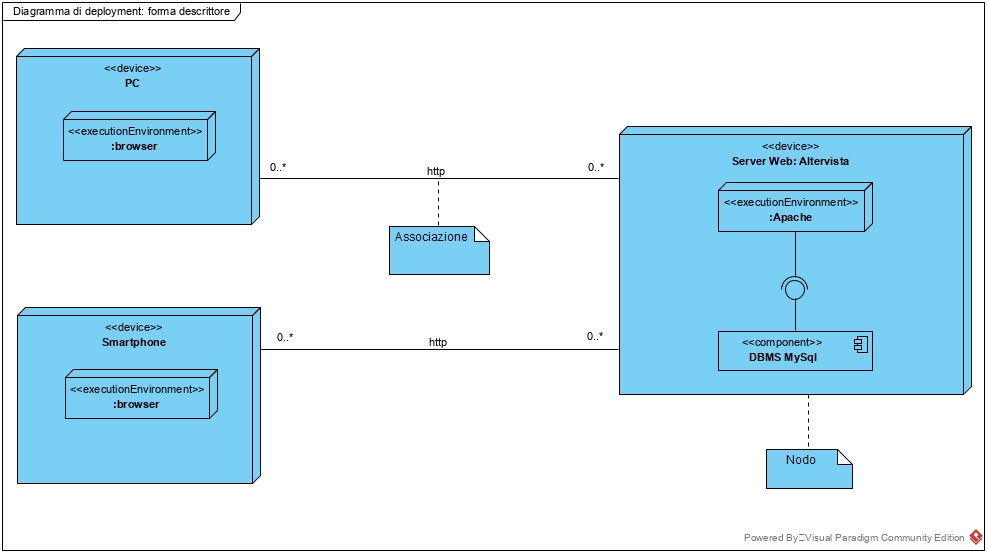 Diagramma di deployment: forma descrittore
<<device>>
PC
<<executionEnvironment>>
:browser
0..*
http
0..*
Associazione
<<device>>
Server Web: Altervista
<<executionEnvironment>>
:Apache
<<component>>
DBMS MySql
<<device>>
Smartphone
<<executionEnvironment>>
:browser
0..*
http
0..*
Nodo
Powered By Visual Paradigm Community Edition